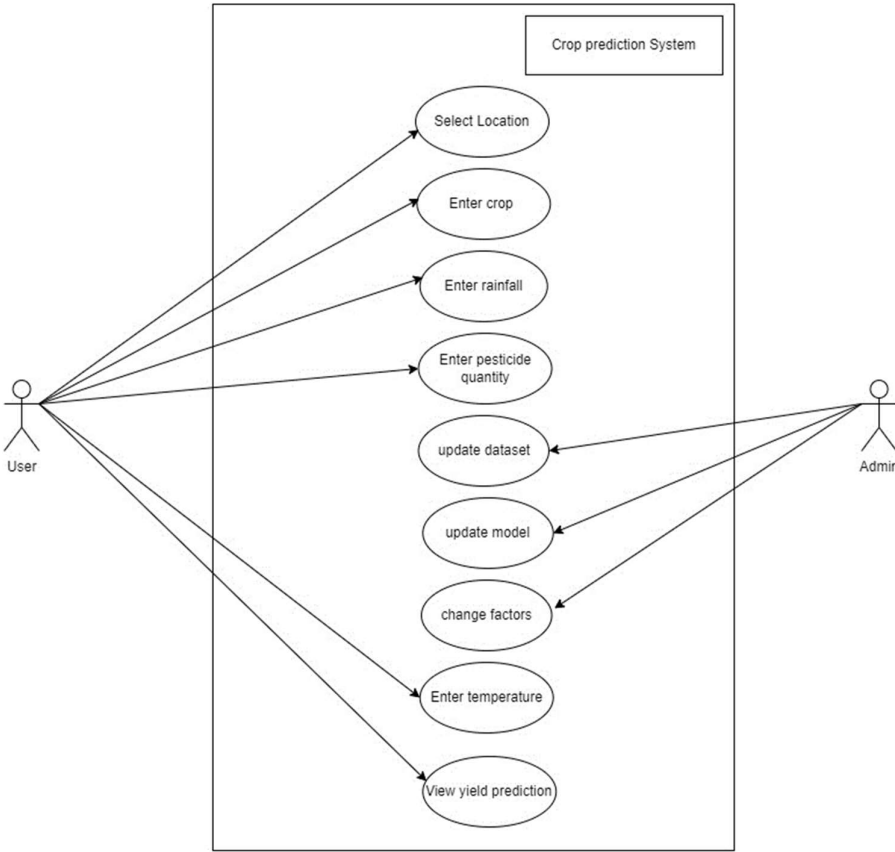 Crop prediction System
Select Location
Enter crop
Enter rainfall
Enter pesticide
quantity
update dataset
User
Admin
update model
change factors
Enter temperature
View yield prediction